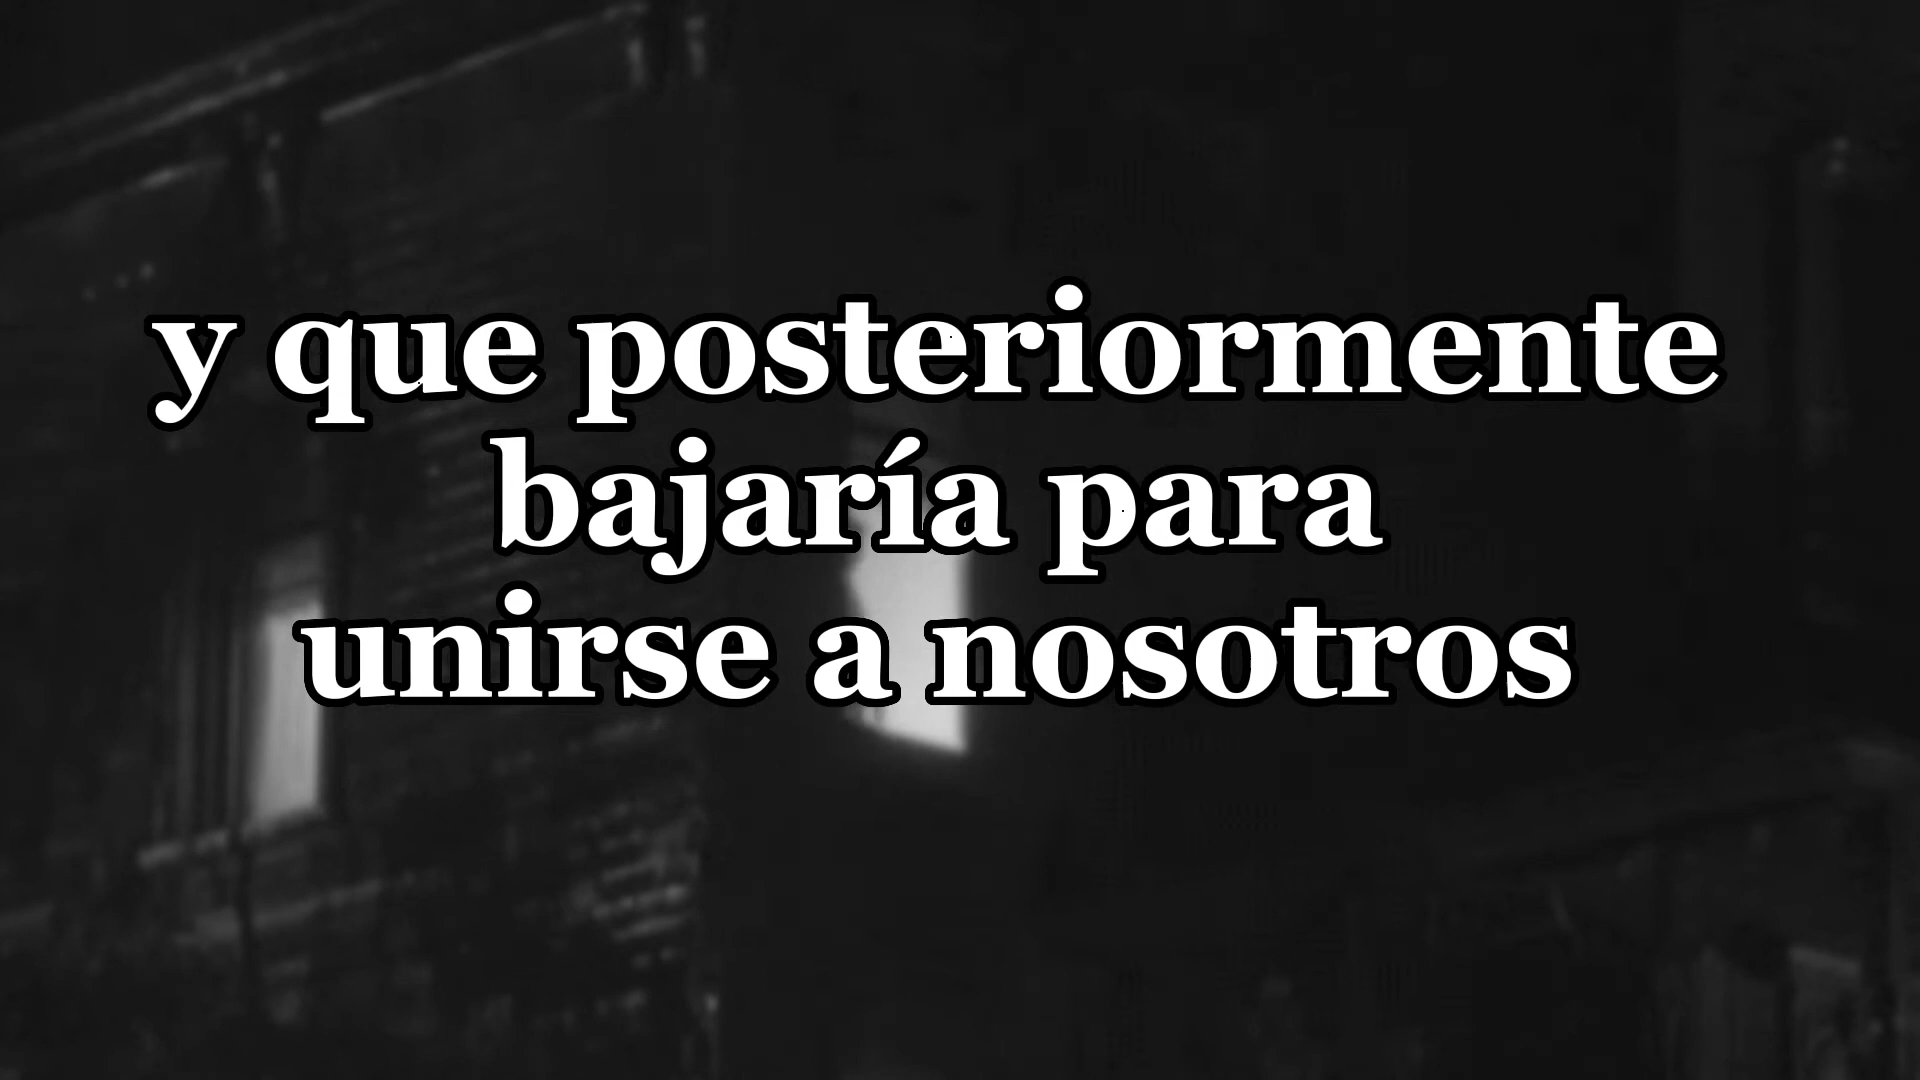 y que posteriormente
bajaría para
unirse a nosotros